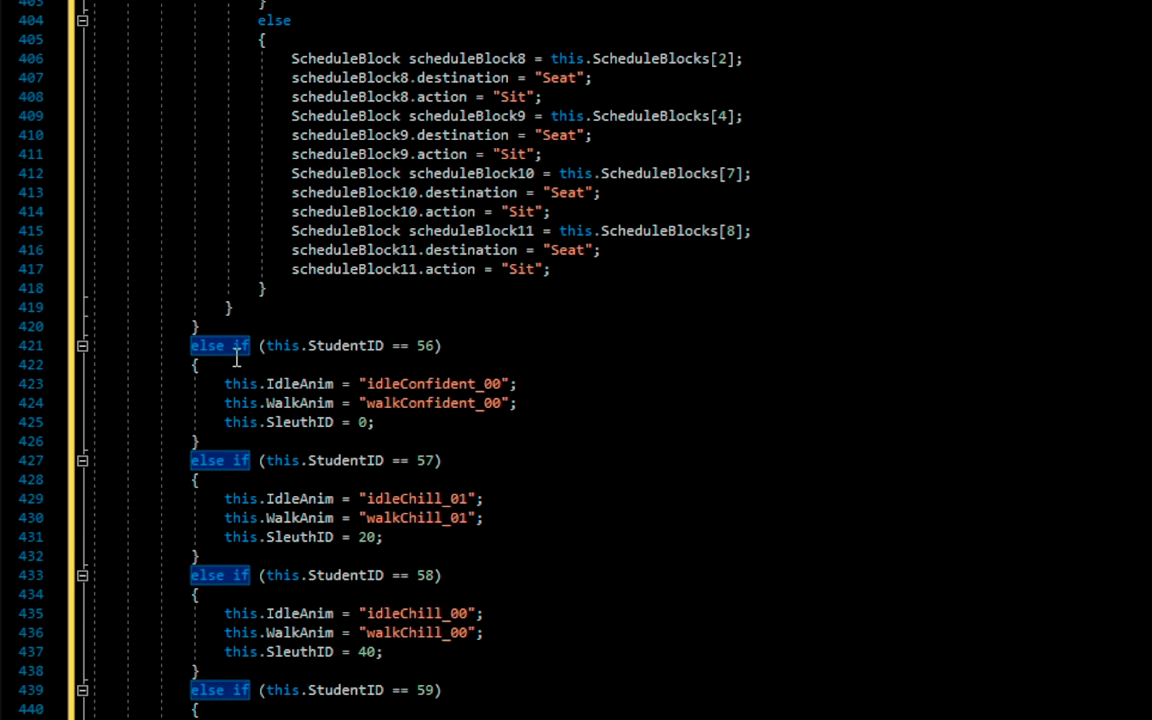 403 }
404 else
405 {
406 ScheduleBlock scheduleBlock8 = this.ScheduleBlocks[2];
407 scheduleBlock8.destination = "Seat";
408 scheduleBlock8.action = "Sit";
409 ScheduleBlock scheduleBlock9 = this.ScheduleBlocks[4];
410 scheduleBlock9.destination = "Seat";
411 scheduleBlock9.action = "Sit";
412 ScheduleBlock scheduleBlock10 = this.ScheduleBlocks[7];
413 scheduleBlock10.destination = "Seat";
414 scheduleBlock10.action = "Sit";
415 ScheduleBlock scheduleBlock11 = this.ScheduleBlocks[8];
416 scheduleBlock11.destination = "Seat";
417 scheduleBlock11.action = "Sit";
418 }
419 }
420 }
421 else if (this.StudentID == 56)
422 {
423 this.IdleAnim = "idleConfident_00";
424 this.WalkAnim = "walkConfident_00";
425 this.SleuthID = 0;
426 }
427 else if (this.StudentID == 57)
428 {
429 this.IdleAnim = "idleChill_01";
430 this.WalkAnim = "walkChill_01";
431 this.SleuthID = 20;
432 }
433 else if (this.StudentID == 58)
434 {
435 this.IdleAnim = "idleChill_00";
436 this.WalkAnim = "walkChill_00";
437 this.SleuthID = 40;
438 }
439 else if (this.StudentID == 59)
440 {